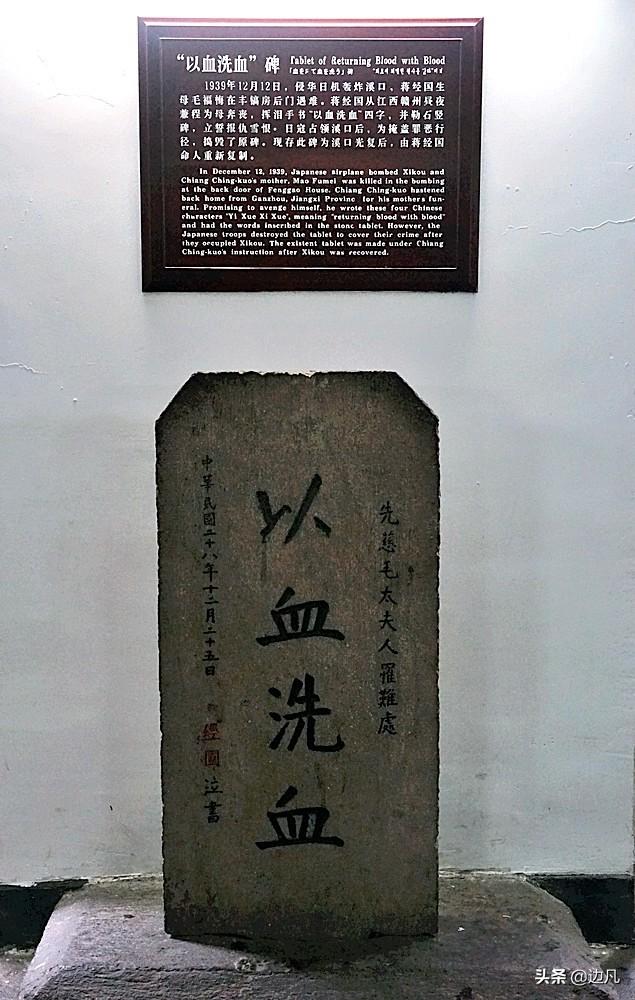 “以血洗血”碑 Tablet of Returning Blood with Blood
「血をして血を洗う」碑
1939年12月12日，侵华日机轰炸溪口，蒋经国生
母毛福梅在丰镐房后门遇难。蒋经国从江西赣州昼夜
兼程为母奔丧，挥泪手书“以血洗血”四字，并勒石竖
碑，立誓报仇雪恨。日寇占领溪口后，为掩盖罪恶行
径，捣毁了原碑。现存此碑为溪口光复后，由蒋经国
命人重新复制。
In December 12, 1939, Japanese airplane bombed Xikou and
Chiang Ching-kuo's mother, Mao Fumei was killed in the bombing
at the back door of Fenggao House. Chiang Ching-kuo hastened
back home from Ganzhou, Jiangxi Provinc for his mothers fun-
eral. Promising to avenge himself, he wrote these four Chinese
characters "Yi Xue Xi Xue", meaning "returning blood with blood"
and had the words inscribed in the stone tablet. However, the
Japanese troops destroyed the tablet to cover their crime after
they occupied Xikou. The existent tablet was made under Chiang
Ching-kuo's instruction after Xikou was recovered.
先慈毛太夫人罹難處
以血洗血
中華民國二十八年十二月二十五日 經國泣書
头条 @边凡